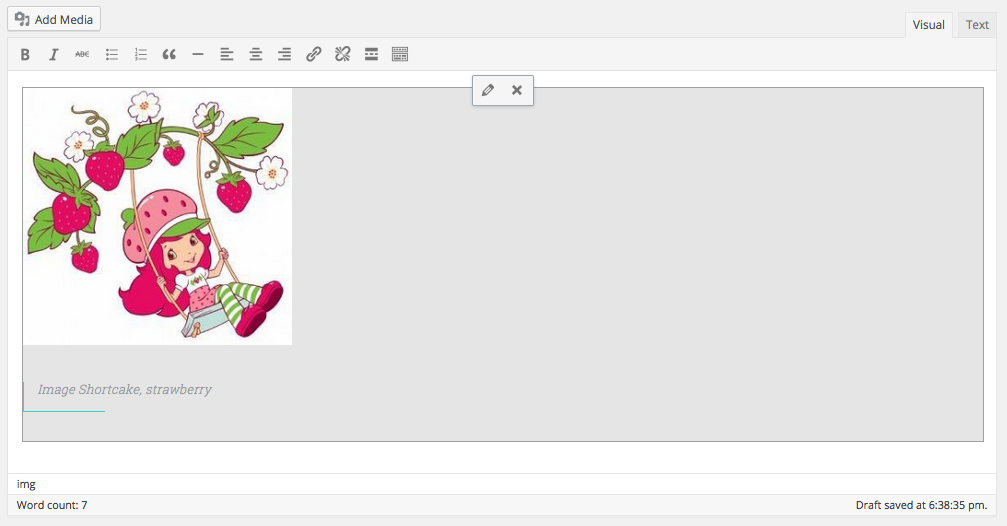 Add Media
Visual
Text
B I ABC
Image Shortcake, strawberry
img
Word count: 7
Draft saved at 6:38:35 pm.